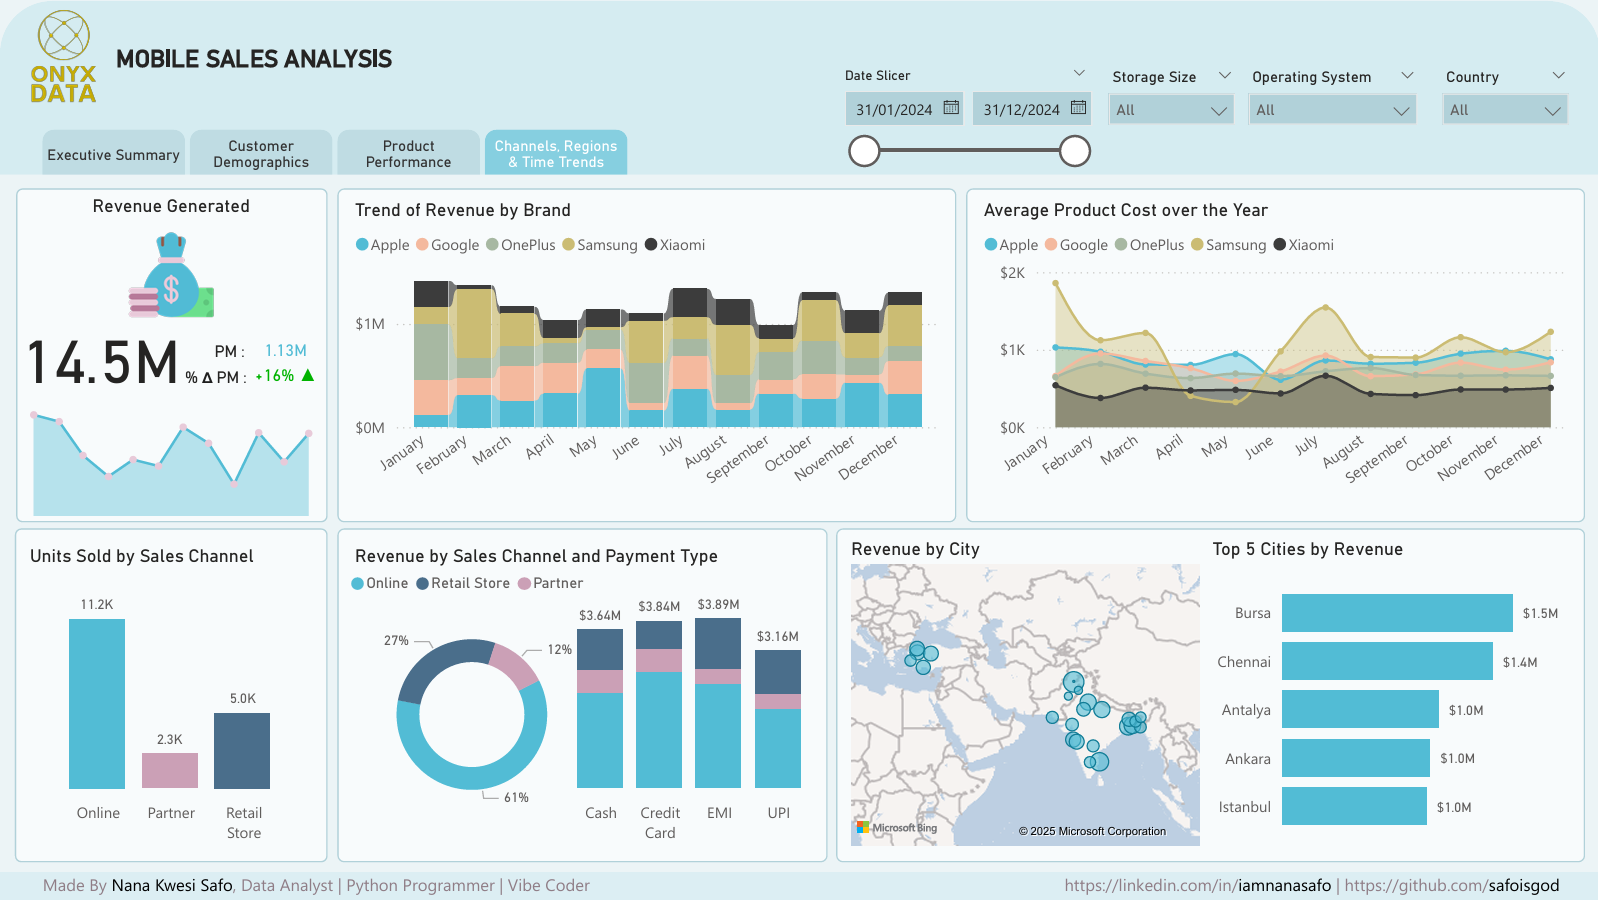 ONYX
DATA
MOBILE SALES ANALYSIS
Date Slicer
Storage Size
Operating System
Country
31/01/2024
31/12/2024
All
All
All
Executive Summary
Customer
Demographics
Product
Performance
Channels, Regions
& Time Trends
Revenue Generated
$
14.5M
PM :
1.13M
% Δ PM :
+16% ▲
Trend of Revenue by Brand
Apple
Google
OnePlus
Samsung
Xiaomi
$1M
$0M
January
February
March
April
May
June
July
August
September
October
November
December
Average Product Cost over the Year
Apple
Google
OnePlus
Samsung
Xiaomi
$2K
$1K
$0K
January
February
March
April
May
June
July
August
September
October
November
December
Units Sold by Sales Channel
11.2K
2.3K
5.0K
Online
Partner
Retail
Store
Revenue by Sales Channel and Payment Type
Online
Retail Store
Partner
27%
12%
61%
$3.64M
$3.84M
$3.89M
$3.16M
Cash
Credit
Card
EMI
UPI
Revenue by City
Microsoft Bing
© 2025 Microsoft Corporation
Top 5 Cities by Revenue
Bursa
$1.5M
Chennai
$1.4M
Antalya
$1.0M
Ankara
$1.0M
Istanbul
$1.0M
Made By Nana Kwesi Safo, Data Analyst | Python Programmer | Vibe Coder
https://linkedin.com/in/iamnanasafo | https://github.com/safoisgod